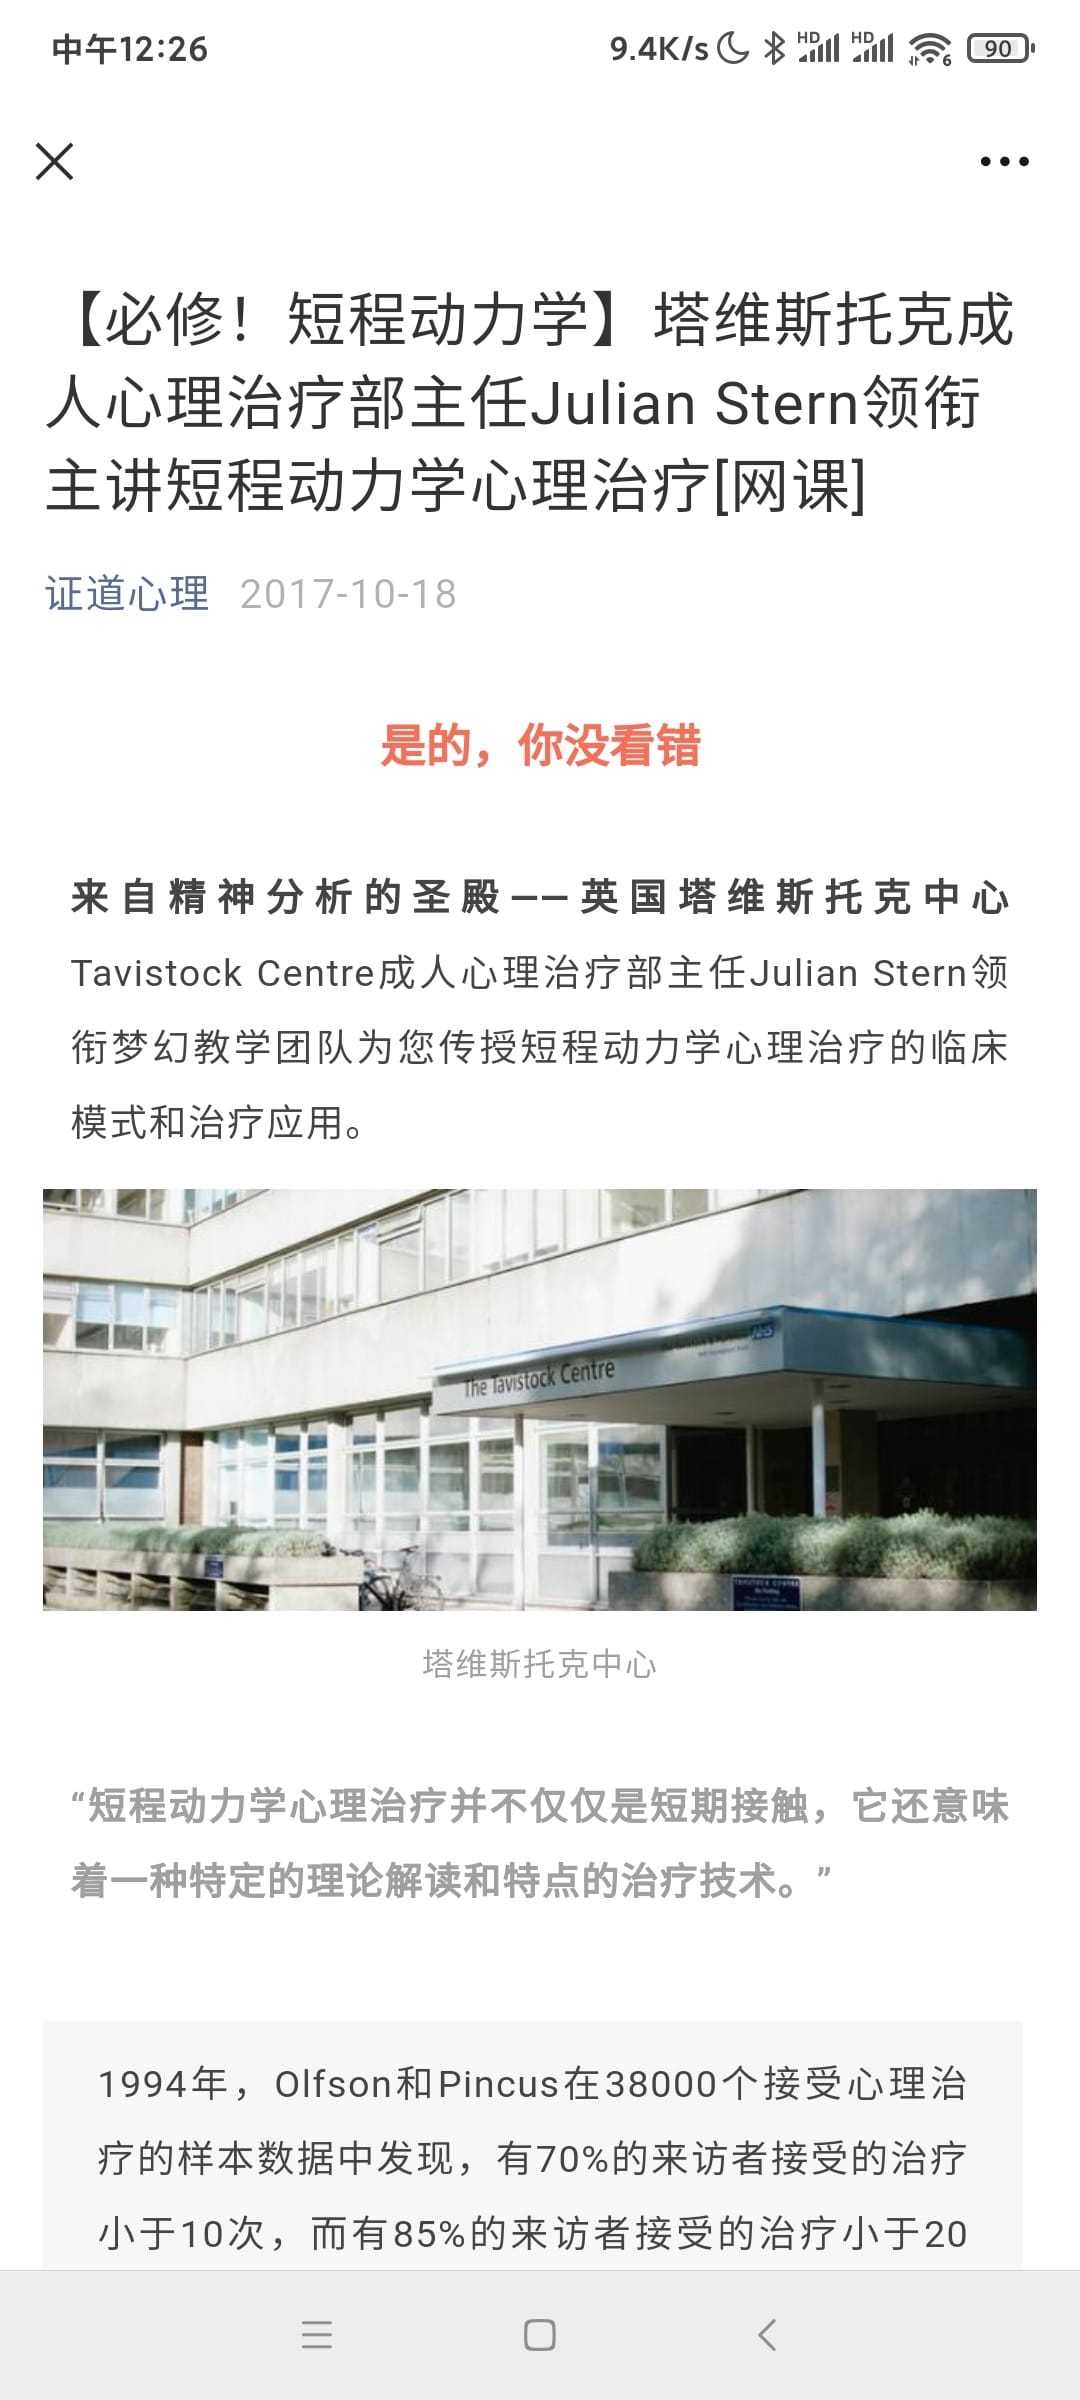 中午12:26
9.4K/s
HD
HD
6
90
【必修！短程动力学】塔维斯托克成
人心理治疗部主任Julian Stern领衔
主讲短程动力学心理治疗[网课]
证道心理 2017-10-18
是的，你没看错
来自精神分析的圣殿——英国塔维斯托克中心
Tavistock Centre成人心理治疗部主任Julian Stern领
衔梦幻教学团队为您传授短程动力学心理治疗的临床
模式和治疗应用。
The Tavistock Centre
NHS
TAVISTOCK CENTRE
塔维斯托克中心
“短程动力学心理治疗并不仅仅是短期接触，它还意味
着一种特定的理论解读和特点的治疗技术。”
1994年，Olfson和Pincus在38000个接受心理治
疗的样本数据中发现，有70%的来访者接受的治疗
小于10次，而有85%的来访者接受的治疗小于20